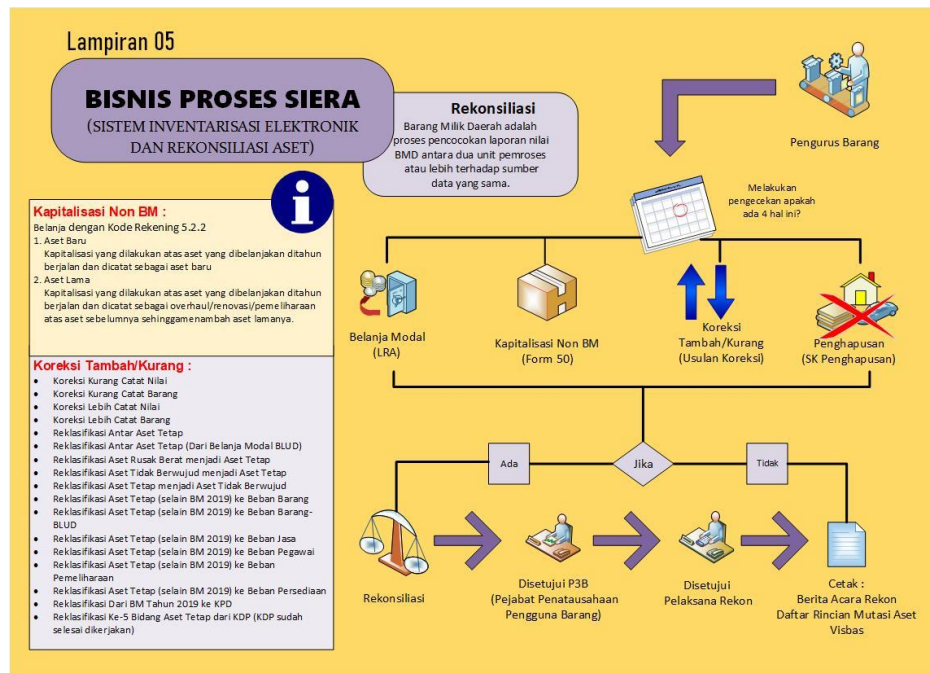 Lampiran 05
BISNIS PROSES SIERA
(SISTEM INVENTARISASI ELEKTRONIK
DAN REKONSILIASI ASET)
Rekonsiliasi
Barang Milik Daerah adalah
proses pencocokan laporan nilai
BMD antara dua unit pemroses
atau lebih terhadap sumber
data yang sama.
Pengurus Barang
Melakukan
pengecekan apakah
ada 4 hal ini?
Kapitalisasi Non BM :
Belanja dengan Kode Rekening 5.2.2
1. Aset Baru
Kapitalisasi yang dilakukan atas aset yang dibelanjakan ditahun
berjalan dan dicatat sebagai aset baru
2. Aset Lama
Kapitalisasi yang dilakukan atas aset yang dibelanjakan ditahun
berjalan dan dicatat sebagai overhaul/renovasi/pemeliharaan
atas aset sebelumnya sehinggamenambah aset lamanya.
Koreksi Tambah/Kurang :
• Koreksi Kurang Catat Nilai
• Koreksi Kurang Catat Barang
• Koreksi Lebih Catat Nilai
• Koreksi Lebih Catat Barang
• Reklasifikasi Antar Aset Tetap
• Reklasifikasi Antar Aset Tetap (Dari Belanja Modal BLUD)
• Reklasifikasi Aset Rusak Berat menjadi Aset Tetap
• Reklasifikasi Aset Tidak Berwujud menjadi Aset Tetap
• Reklasifikasi Aset Tetap menjadi Aset Tidak Berwujud
• Reklasifikasi Aset Tetap (selain BM 2019) ke Beban Barang
• Reklasifikasi Aset Tetap (selain BM 2019) ke Beban Barang-
BLUD
• Reklasifikasi Aset Tetap (selain BM 2019) ke Beban Jasa
• Reklasifikasi Aset Tetap (selain BM 2019) ke Beban Pegawai
• Reklasifikasi Aset Tetap (selain BM 2019) ke Beban
Pemeliharaan
• Reklasifikasi Aset Tetap (selain BM 2019) ke Beban Persediaan
• Reklasifikasi Dari BM Tahun 2019 ke KPD
• Reklasifikasi Ke-5 Bidang Aset Tetap dari KDP (KDP sudah
selesai dikerjakan)
Belanja Modal
(LRA)
Kapitalisasi Non BM
(Form 50)
Koreksi
Tambah/Kurang
(Usulan Koreksi)
Penghapusan
(SK Penghapusan)
Ada
Jika
Tidak
Rekonsiliasi
Disetujui P3B
(Pejabat Penatausahaan
Pengguna Barang)
Disetujui
Pelaksana Rekon
Cetak :
Berita Acara Rekon
Daftar Rincian Mutasi Aset
Visbas